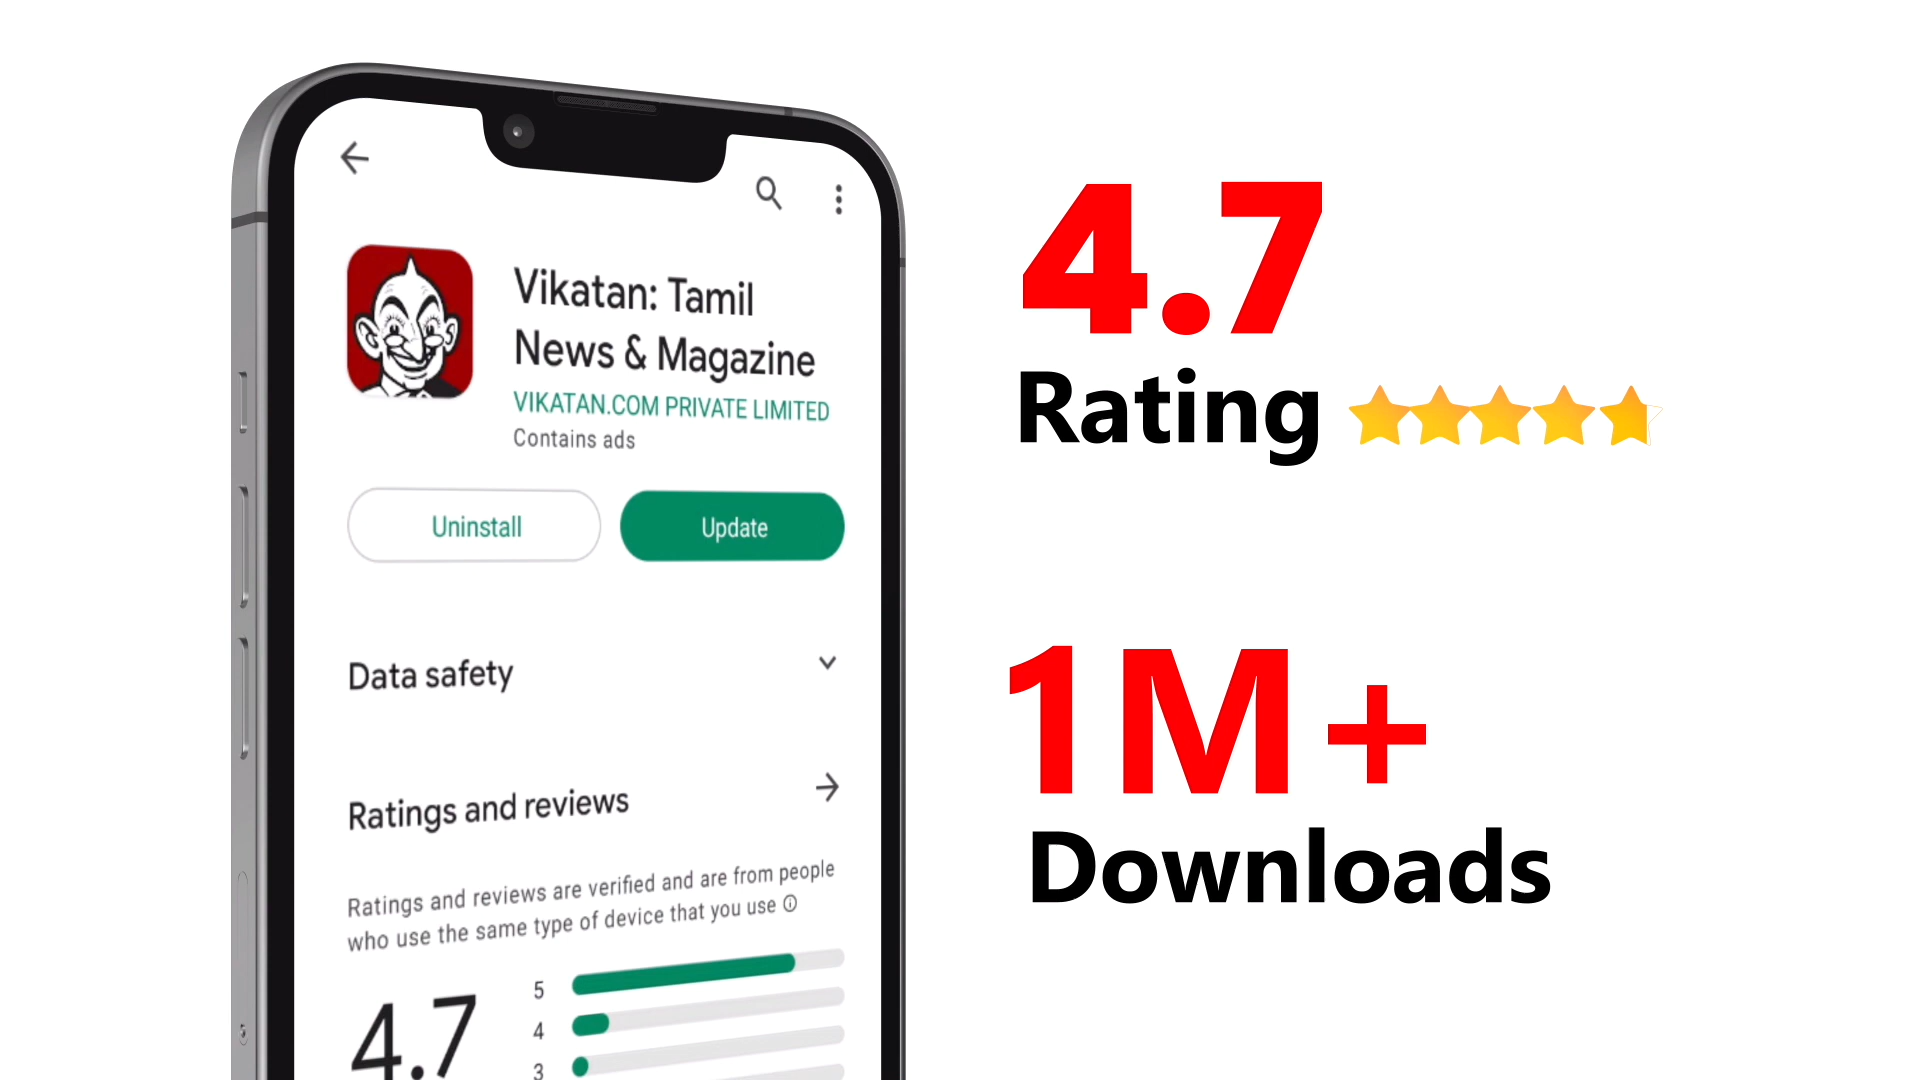 Vikatan: Tamil
News & Magazine
VIKATAN.COM PRIVATE LIMITED
Contains ads
Uninstall
Update
Data safety
Ratings and reviews
Ratings and reviews are verified and are from people
who use the same type of device that you use
4.7
5
4
3
4.7
Rating
1M+
Downloads